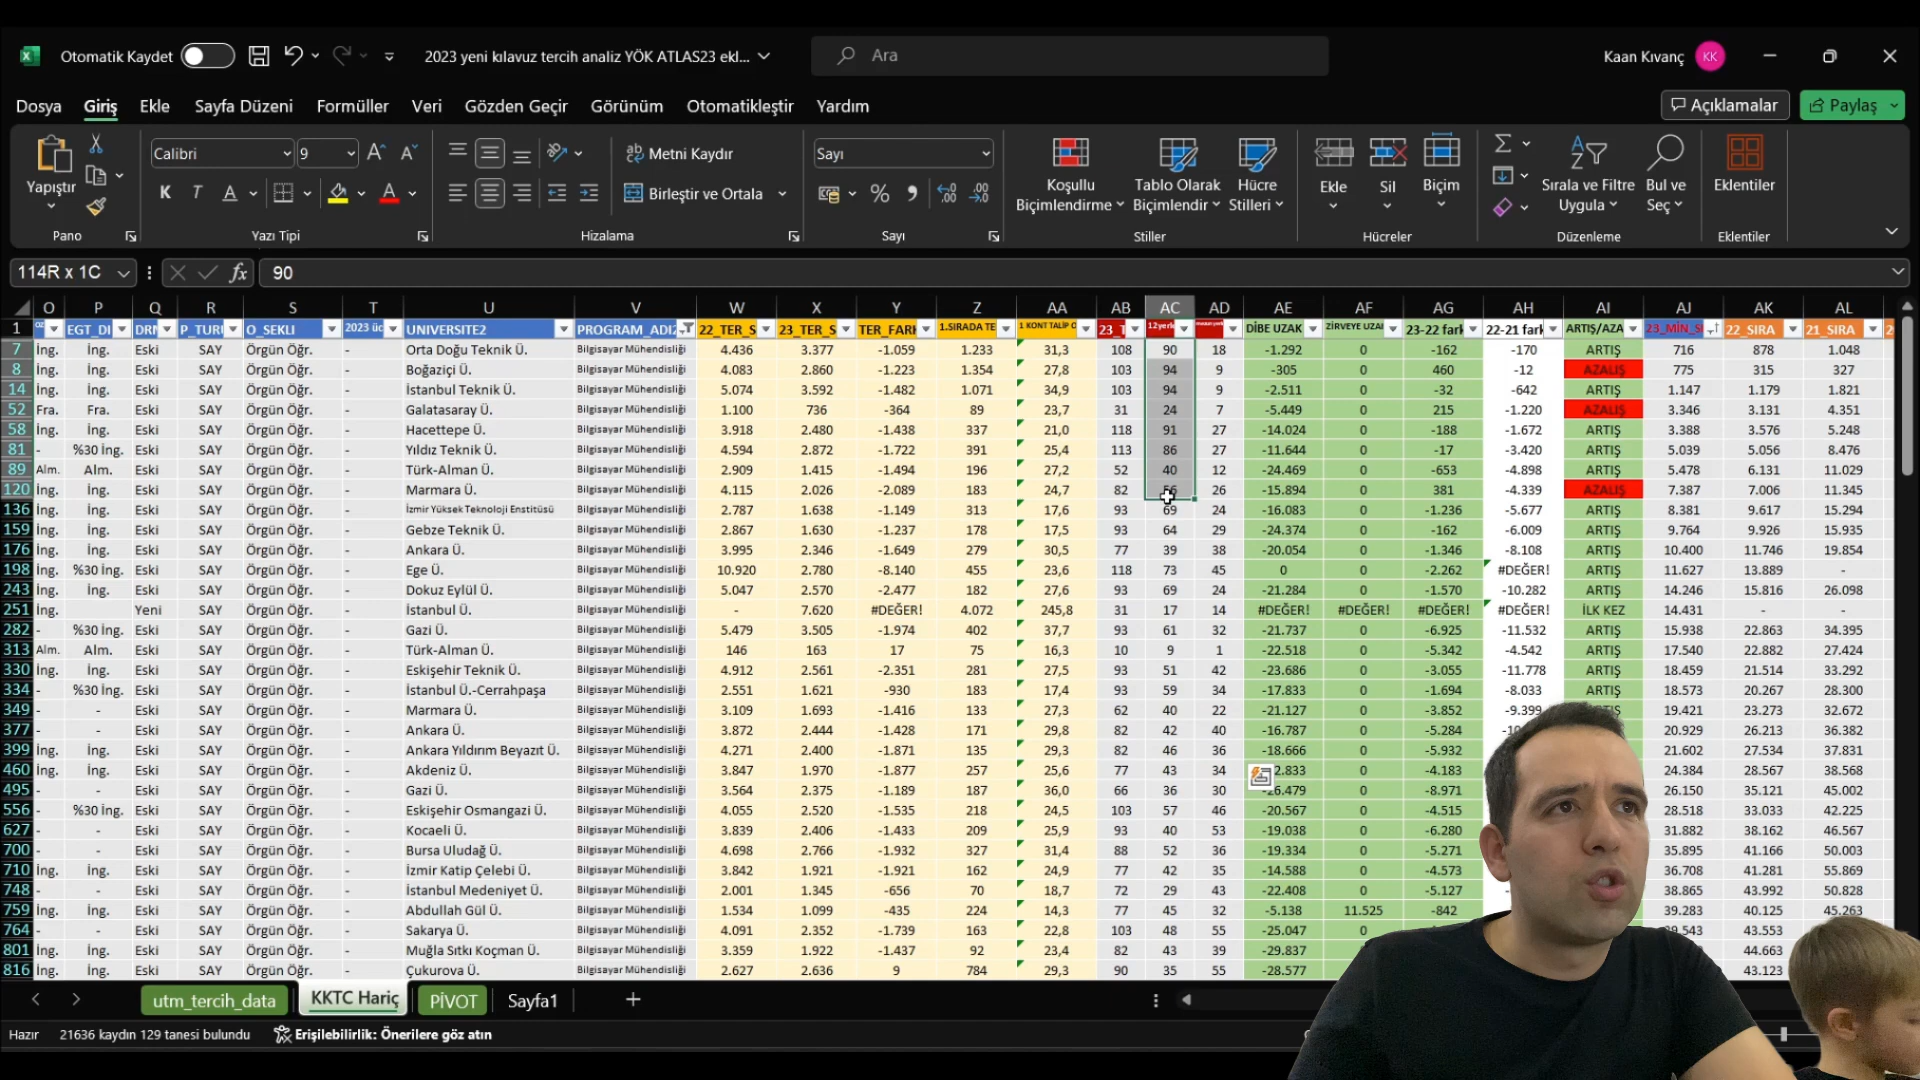 Otomatik Kaydet 2023 yeni kılavuz tercih analiz YÖK ATLAS23 ekl... Ara Kaan Kıvanç KK
Dosya Giriş Ekle Sayfa Düzeni Formüller Veri Gözden Geçir Görünüm Otomatikleştir Yardım Açıklamalar Paylaş
Yapıştır Calibri 9 Metni Kaydır Sayı
K T A Birleştir ve Ortala % Koşullu Biçimlendirme Tablo Olarak Biçimlendir Hücre Stilleri Ekle Sil Biçim Sırala ve Filtre Uygula Bul ve Seç Eklentiler
Pano Yazı Tipi Hizalama Sayı Stiller Hücreler Düzenleme Eklentiler
114R x 1C fx 90
O P Q R S T U V W X Y Z AA AB AC AD AE AF AG AH AI AJ AK AL
1 EGT_Dİ P_TURU O_SEKLI 2023 üc UNIVERSITE2 PROGRAM_ADI2 22_TER_S 23_TER_S TER_FARK 1.SIRADA TE 1 KONT TALİP O 23_T 12yerle DİBE UZAK ZİRVEYE UZAK 23-22 fark 22-21 fark ARTIŞ/AZA 23_MİN_S 22_SIRA 21_SIRA
7 İng. İng. Eski SAY Örgün Öğr. - Orta Doğu Teknik Ü. Bilgisayar Mühendisliği 4.436 3.377 -1.059 1.233 31,3 108 90 18 -1.292 0 -162 -170 ARTIŞ 716 878 1.048
8 İng. İng. Eski SAY Örgün Öğr. - Boğaziçi Ü. Bilgisayar Mühendisliği 4.083 2.860 -1.223 1.354 27,8 103 94 9 -305 0 460 -12 AZALIŞ 775 315 327
14 İng. İng. Eski SAY Örgün Öğr. - İstanbul Teknik Ü. Bilgisayar Mühendisliği 5.074 3.592 -1.482 1.071 34,9 103 94 9 -2.511 0 -32 -642 ARTIŞ 1.147 1.179 1.821
52 Fra. Fra. Eski SAY Örgün Öğr. - Galatasaray Ü. Bilgisayar Mühendisliği 1.100 736 -364 89 23,7 31 24 7 -5.449 0 215 -1.220 AZALIŞ 3.346 3.131 4.351
58 İng. İng. Eski SAY Örgün Öğr. - Hacettepe Ü. Bilgisayar Mühendisliği 3.918 2.480 -1.438 337 21,0 118 91 27 -14.024 0 -188 -1.672 ARTIŞ 3.388 3.576 5.248
81 - %30 İng. Eski SAY Örgün Öğr. - Yıldız Teknik Ü. Bilgisayar Mühendisliği 4.594 2.872 -1.722 391 25,4 113 86 27 -11.644 0 -17 -3.420 ARTIŞ 5.039 5.056 8.476
89 Alm. Alm. Eski SAY Örgün Öğr. - Türk-Alman Ü. Bilgisayar Mühendisliği 2.909 1.415 -1.494 196 27,2 52 40 12 -24.469 0 -653 -4.898 ARTIŞ 5.478 6.131 11.029
120 İng. İng. Eski SAY Örgün Öğr. - Marmara Ü. Bilgisayar Mühendisliği 4.115 2.026 -2.089 183 24,7 82 56 26 -15.894 0 381 -4.339 AZALIŞ 7.387 7.006 11.345
136 İng. İng. Eski SAY Örgün Öğr. - İzmir Yüksek Teknoloji Enstitüsü Bilgisayar Mühendisliği 2.787 1.638 -1.149 313 17,6 93 69 24 -16.083 0 -1.236 -5.677 ARTIŞ 8.381 9.617 15.294
159 İng. İng. Eski SAY Örgün Öğr. - Gebze Teknik Ü. Bilgisayar Mühendisliği 2.867 1.630 -1.237 178 17,5 93 64 29 -24.374 0 -162 -6.009 ARTIŞ 9.764 9.926 15.935
176 İng. İng. Eski SAY Örgün Öğr. - Ankara Ü. Bilgisayar Mühendisliği 3.995 2.346 -1.649 279 30,5 77 39 38 -20.054 0 -1.346 -8.108 ARTIŞ 10.400 11.746 19.854
198 İng. %30 İng. Eski SAY Örgün Öğr. - Ege Ü. Bilgisayar Mühendisliği 10.920 2.780 -8.140 455 23,6 118 73 45 0 0 -2.262 #DEĞER! ARTIŞ 11.627 13.889 -
243 İng. İng. Eski SAY Örgün Öğr. - Dokuz Eylül Ü. Bilgisayar Mühendisliği 5.047 2.570 -2.477 182 27,6 93 69 24 -21.284 0 -1.570 -10.282 ARTIŞ 14.246 15.816 26.098
251 İng. Yeni SAY Örgün Öğr. - İstanbul Ü. Bilgisayar Mühendisliği - 7.620 #DEĞER! 4.072 245,8 31 17 14 #DEĞER! #DEĞER! #DEĞER! #DEĞER! İLK KEZ 14.431 - -
282 - %30 İng. Eski SAY Örgün Öğr. - Gazi Ü. Bilgisayar Mühendisliği 5.479 3.505 -1.974 402 37,7 93 61 32 -21.737 0 -6.925 -11.532 ARTIŞ 15.938 22.863 34.395
313 Alm. Alm. Eski SAY Örgün Öğr. - Türk-Alman Ü. Bilgisayar Mühendisliği 146 163 17 75 16,3 10 9 1 -22.518 0 -5.342 -4.542 ARTIŞ 17.540 22.882 27.424
330 İng. İng. Eski SAY Örgün Öğr. - Eskişehir Teknik Ü. Bilgisayar Mühendisliği 4.912 2.561 -2.351 281 27,5 93 51 42 -23.686 0 -3.055 -11.778 ARTIŞ 18.459 21.514 33.292
334 - %30 İng. Eski SAY Örgün Öğr. - İstanbul Ü.-Cerrahpaşa Bilgisayar Mühendisliği 2.551 1.621 -930 183 17,4 93 59 34 -17.833 0 -1.694 -8.033 ARTIŞ 18.573 20.267 28.300
349 - - Eski SAY Örgün Öğr. - Marmara Ü. Bilgisayar Mühendisliği 3.109 1.693 -1.416 133 27,3 62 40 22 -21.127 0 -3.852 -9.399 19.421 23.273 32.672
377 - - Eski SAY Örgün Öğr. - Ankara Ü. Bilgisayar Mühendisliği 3.872 2.444 -1.428 171 29,8 82 42 40 -16.787 0 -5.284 20.929 26.213 36.382
399 İng. İng. Eski SAY Örgün Öğr. - Ankara Yıldırım Beyazıt Ü. Bilgisayar Mühendisliği 4.271 2.400 -1.871 135 29,3 82 46 36 -18.666 0 -5.932 21.602 27.534 37.831
460 İng. İng. Eski SAY Örgün Öğr. - Akdeniz Ü. Bilgisayar Mühendisliği 3.847 1.970 -1.877 257 25,6 77 43 34 2.833 0 -4.183 24.384 28.567 38.568
495 - - Eski SAY Örgün Öğr. - Gazi Ü. Bilgisayar Mühendisliği 3.564 2.375 -1.189 187 36,0 66 36 30 -26.479 0 -8.971 26.150 35.121 45.002
556 %30 İng. Eski SAY Örgün Öğr. - Eskişehir Osmangazi Ü. Bilgisayar Mühendisliği 4.055 2.520 -1.535 218 24,5 103 57 46 -20.567 0 -4.515 28.518 33.033 42.225
627 - - Eski SAY Örgün Öğr. - Kocaeli Ü. Bilgisayar Mühendisliği 3.839 2.406 -1.433 209 25,9 93 40 53 -19.038 0 -6.280 31.882 38.162 46.567
700 - - Eski SAY Örgün Öğr. - Bursa Uludağ Ü. Bilgisayar Mühendisliği 4.698 2.766 -1.932 327 31,4 88 52 36 -19.334 0 -5.271 35.895 41.166 50.003
710 İng. İng. Eski SAY Örgün Öğr. - İzmir Katip Çelebi Ü. Bilgisayar Mühendisliği 3.842 1.921 -1.921 162 24,9 77 42 35 -14.588 0 -4.573 36.708 41.281 55.869
748 - - Eski SAY Örgün Öğr. - İstanbul Medeniyet Ü. Bilgisayar Mühendisliği 2.001 1.345 -656 70 18,7 72 29 43 -22.408 0 -5.127 38.865 43.992 50.828
759 İng. İng. Eski SAY Örgün Öğr. - Abdullah Gül Ü. Bilgisayar Mühendisliği 1.534 1.099 -435 224 14,3 77 45 32 -5.138 11.525 -842 39.283 40.125 45.263
764 - - Eski SAY Örgün Öğr. - Sakarya Ü. Bilgisayar Mühendisliği 4.091 2.352 -1.739 163 22,8 103 48 55 -25.047 0 43.553
801 İng. İng. Eski SAY Örgün Öğr. - Muğla Sıtkı Koçman Ü. Bilgisayar Mühendisliği 3.359 1.922 -1.437 92 23,4 82 43 39 -29.837 44.663
816 İng. İng. Eski SAY Örgün Öğr. - Çukurova Ü. Bilgisayar Mühendisliği 2.627 2.636 9 784 29,3 90 35 55 -28.577 43.123
utm_tercih_data KKTC Hariç PİVOT Sayfa1
Hazır 21636 kaydın 129 tanesi bulundu Erişilebilirlik: Önerilere göz atın